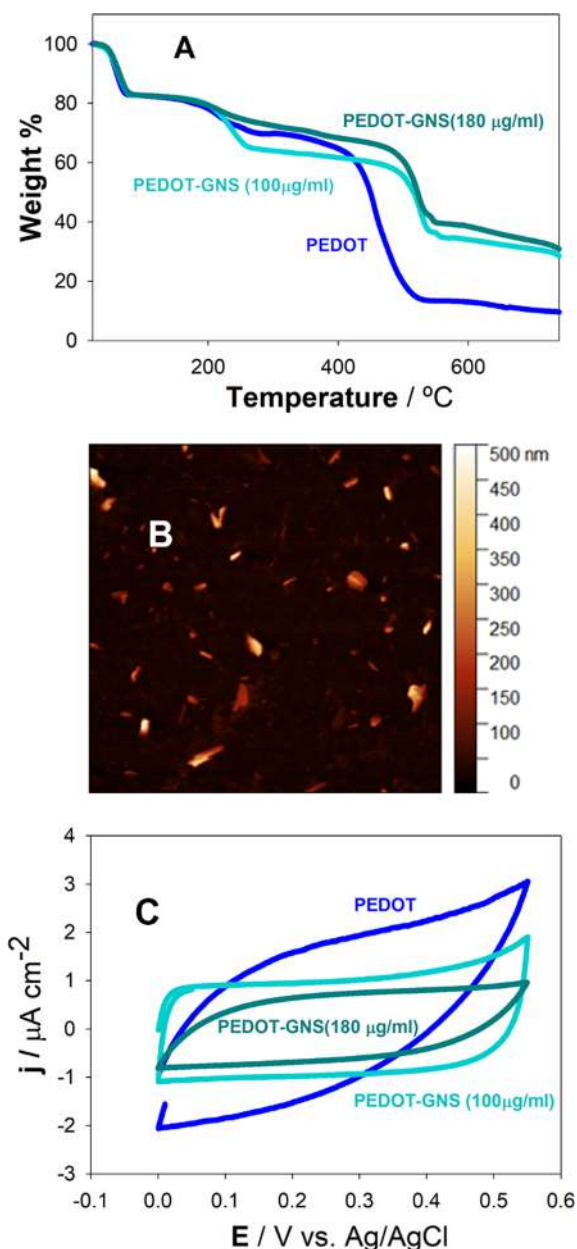 A
100
80
60
40
20
0
Weight %
PEDOT-GNS(180 µg/ml)
PEDOT-GNS (100µg/ml)
PEDOT
200
400
600
Temperature / ºC
B
500 nm
450
400
350
300
250
200
150
100
0
C
4
3
2
1
0
-1
-2
-3
j / µA cm-2
PEDOT
PEDOT-GNS(180 µg/ml)
PEDOT-GNS (100µg/ml)
-0.1
0.0
0.1
0.2
0.3
0.4
0.5
0.6
E / V vs. Ag/AgCl